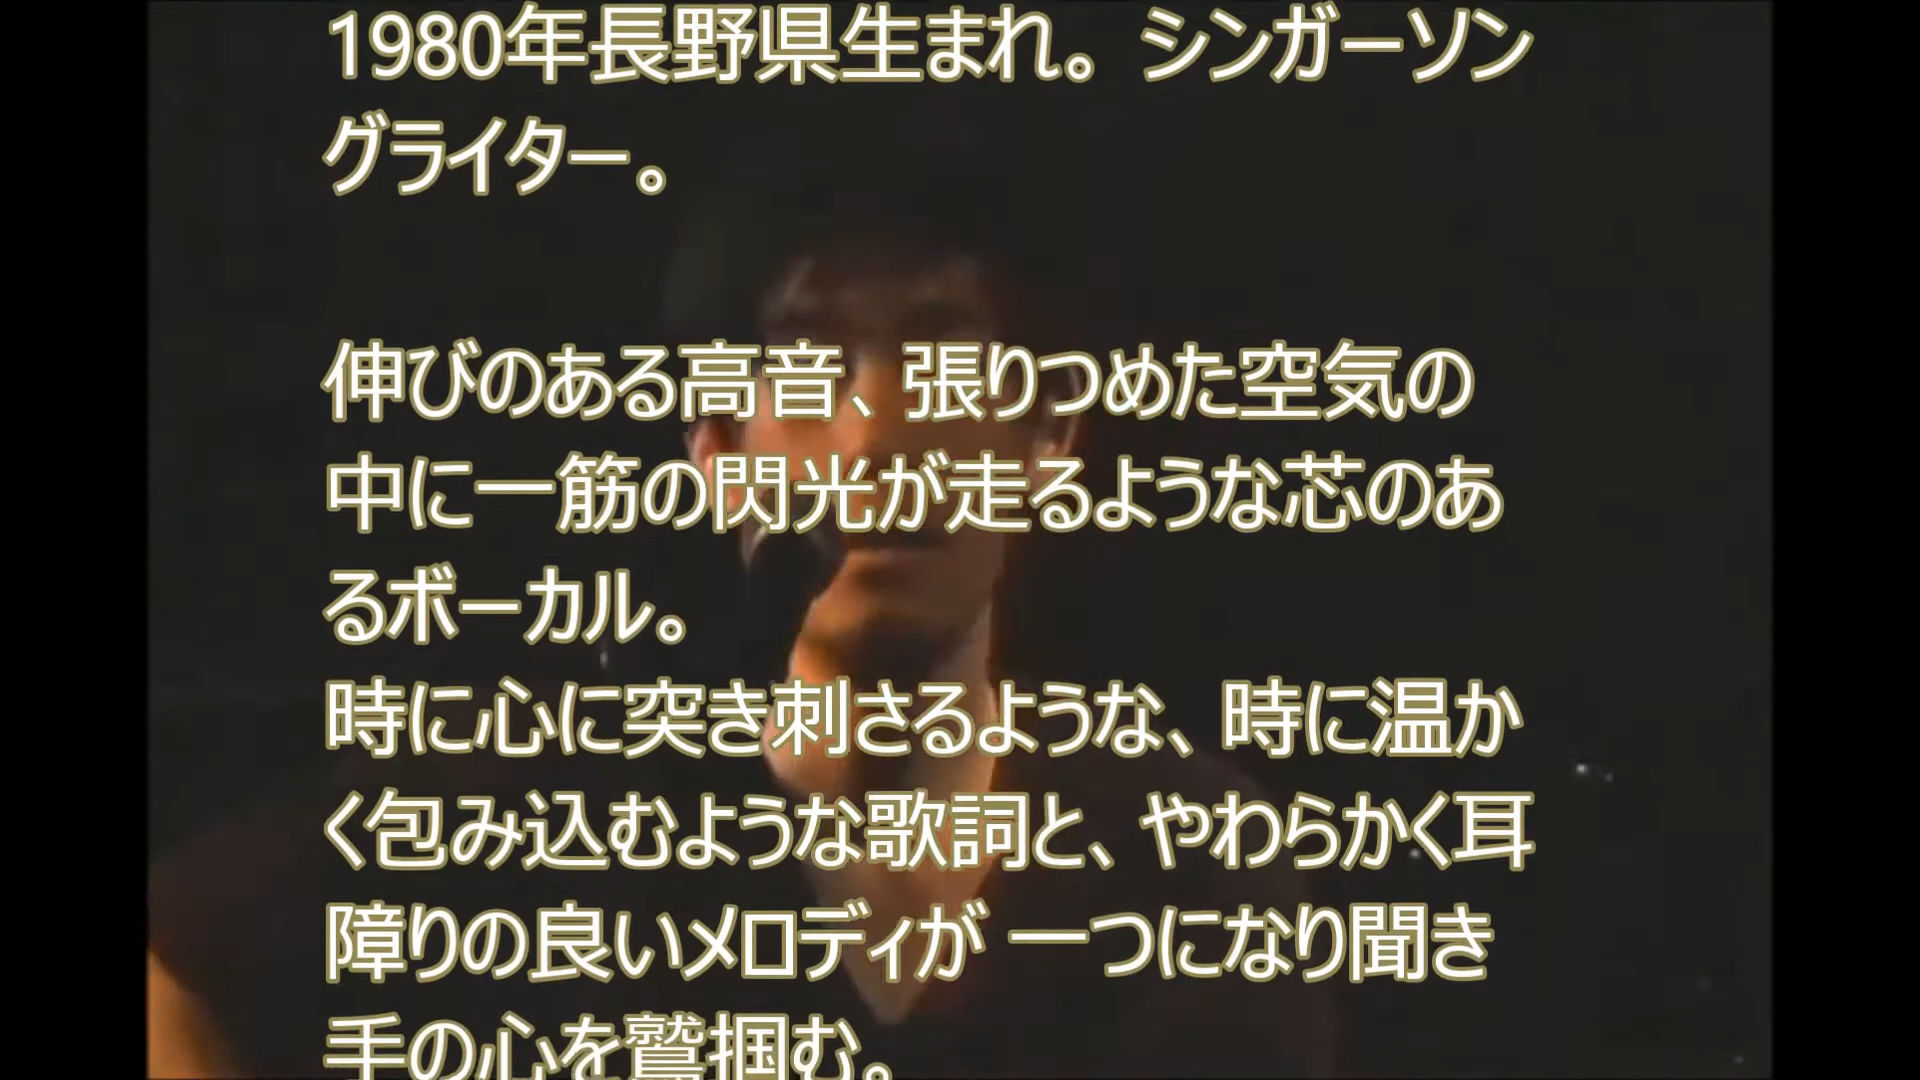 1980年長野県生まれ。シンガーソン
グライター。
伸びのある高音、張りつめた空気の
中に一筋の閃光が走るような芯のあ
るボーカル。
時に心に突き刺さるような、時に温か
く包み込むような歌詞と、やわらかく耳
障りの良いメロディが 一つになり聞き
手の心を鷲掴む。